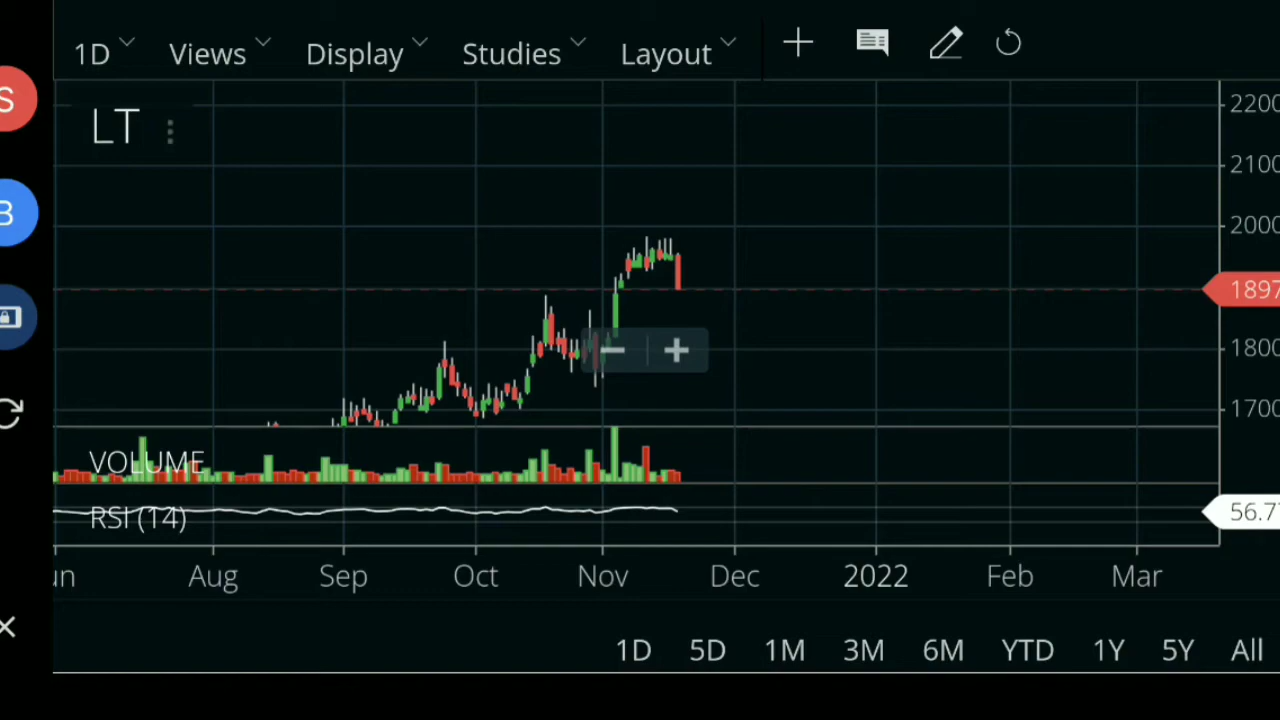 1D Views Display Studies Layout
S
LT
B
2200
2100
2000
1897
1800
1700
VOLUME
RSI (14)
56.7
un Aug Sep Oct Nov Dec 2022 Feb Mar
1D 5D 1M 3M 6M YTD 1Y 5Y All